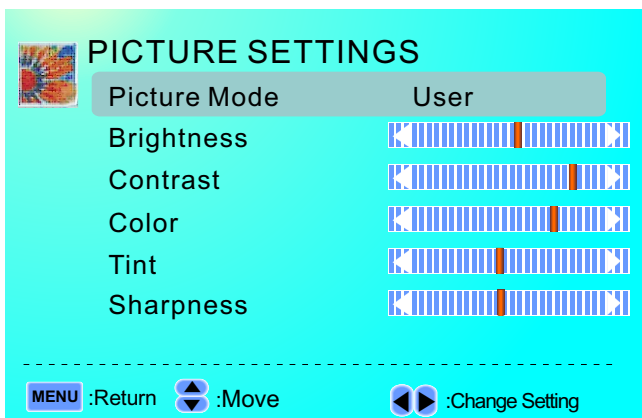 PICTURE SETTINGS
Picture Mode User
Brightness
Contrast
Color
Tint
Sharpness
MENU :Return :Move :Change Setting